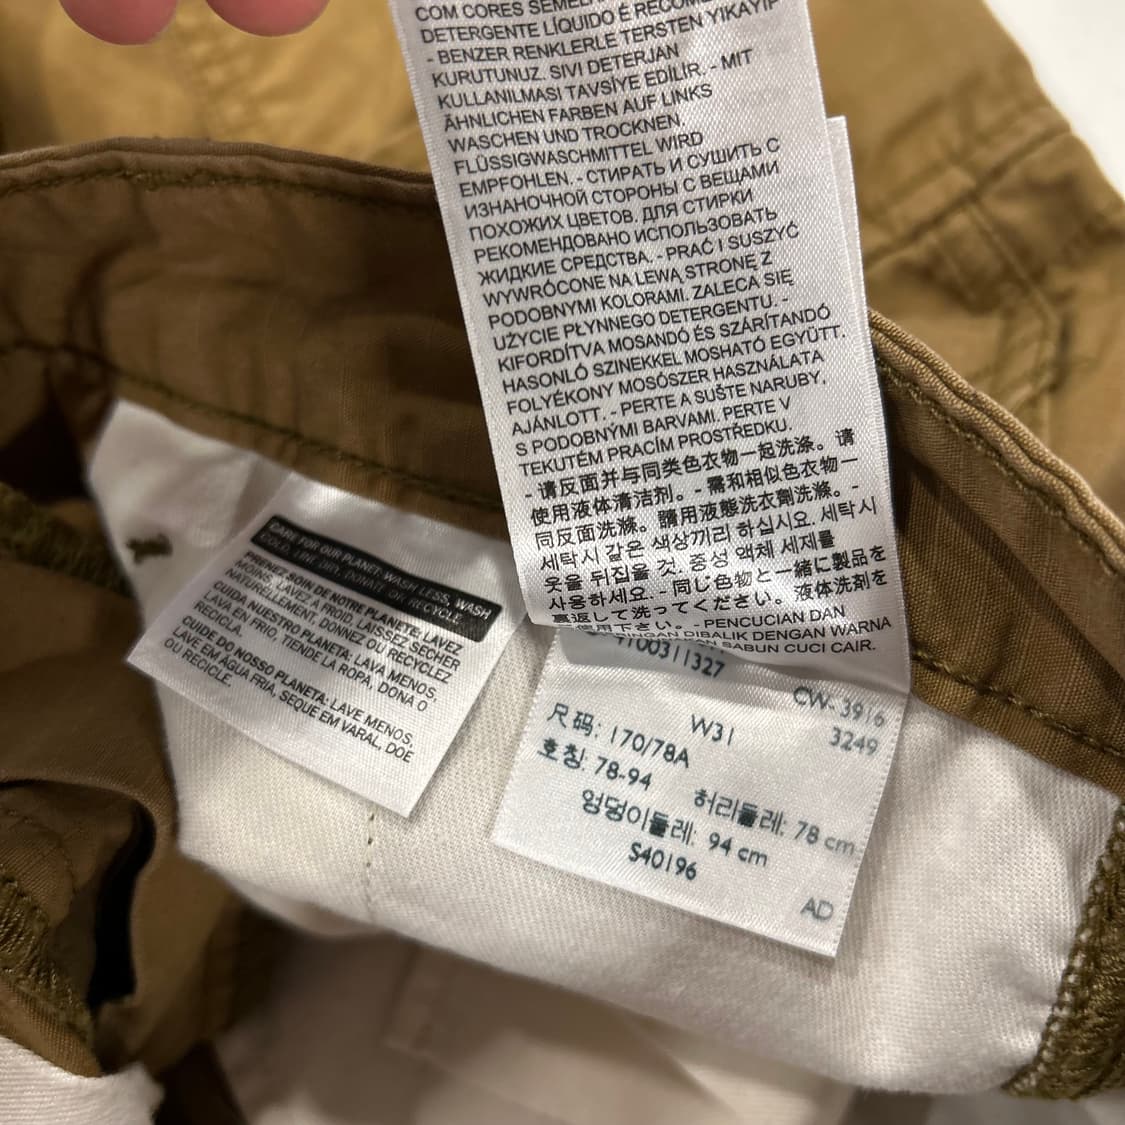 COM CORES SEMEL
DETERGENTE LÍQUIDO É RECOM
- BENZER RENKLERLE TERSTEN YIKAYIP
KURUTUNUZ. SIVI DETERJAN
KULLANILMASI TAVSİYE EDİLİR. - MIT
ÄHNLICHEN FARBEN AUF LINKS
WASCHEN UND TROCKNEN.
FLÜSSIGWASCHMITTEL WIRD
EMPFOHLEN. - СТИРАТЬ И СУШИТЬ С
ИЗНАНОЧНОЙ СТОРОНЫ С ВЕЩАМИ
ПОХОЖИХ ЦВЕТОВ. ДЛЯ СТИРКИ
РЕКОМЕНДОВАНО ИСПОЛЬЗОВАТЬ
ЖИДКИЕ СРЕДСТВА. - PRAĆ I SUSZYĆ
WYWRÓCONE NA LEWĄ STRONĘ Z
PODOBNYMI KOLORAMI. ZALECA SIĘ
UŻYCIE PŁYNNEGO DETERGENTU. -
KIFORDÍTVA MOSANDÓ ÉS SZÁRÍTANDÓ
HASONLÓ SZINEKKEL MOSHATÓ EGYÜTT.
FOLYÉKONY MOSÓSZER HASZNÁLATA
AJÁNLOTT. - PERTE A SUŠTE NARUBY,
S PODOBNÝMI BARVAMI. PERTE V
TEKUTÉM PRACÍM PROSTŘEDKU.
- 请反面并与同类色衣物一起洗涤。请
使用液体清洁剂。- 需和相似色衣物一
同反面洗滌。請用液態洗衣劑洗滌。-
세탁시 같은 색상끼리 하십시오. 세탁시
옷을 뒤집을 것. 중성 액체 세제를
사용하세요. - 同じ色物と一緒に製品を
裏返して洗ってください。液体洗剤を
使用下さい。- PENCUCIAN DAN
RINGAN DIBALIK DENGAN WARNA
SABUN CUCI CAIR.
CARE FOR OUR PLANET: WASH LESS, WASH
COLD, LINE DRY, DONATE OR RECYCLE.
PRENEZ SOIN DE NOTRE PLANÈTE: LAVEZ
MOINS, LAVEZ À FROID, LAISSEZ SÉCHER
NATURELLEMENT, DONNEZ OU RECYCLEZ
CUIDA NUESTRO PLANETA: LAVA MENOS,
LAVA EN FRÍO, TIENDE LA ROPA, DONA O
RECICLA.
CUIDE DO NOSSO PLANETA: LAVE MENOS,
LAVE EM ÁGUA FRIA, SEQUE EM VARAL, DOE
OU RECICLE.
4100311327
CW- 3916
W31 3249
尺码: 170/78A
호칭: 78-94 허리둘레: 78 cm
엉덩이둘레: 94 cm
S40196
AD